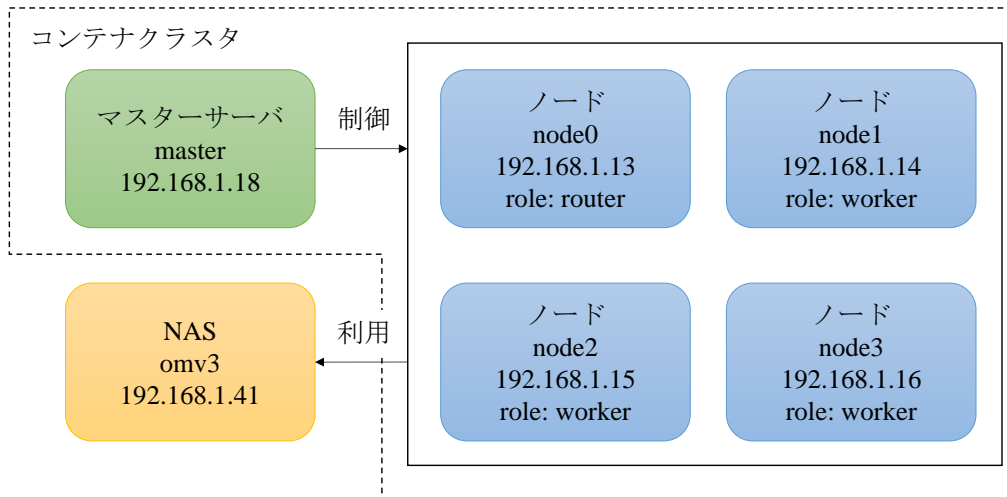 コンテナクラスタ
マスターサーバ
master
192.168.1.18
制御
ノード
node0
192.168.1.13
role: router
ノード
node1
192.168.1.14
role: worker
NAS
omv3
192.168.1.41
利用
ノード
node2
192.168.1.15
role: worker
ノード
node3
192.168.1.16
role: worker